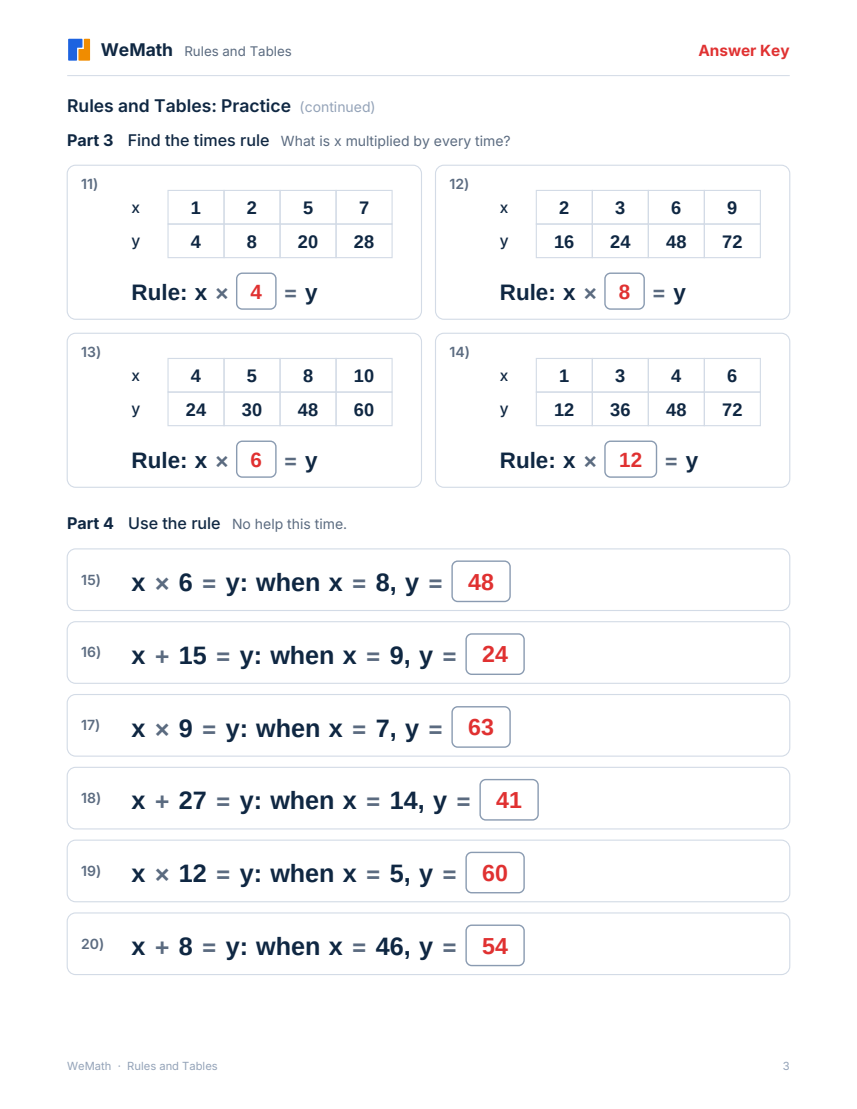 WeMath Rules and Tables Answer Key
Rules and Tables: Practice (continued)
Part 3 Find the times rule What is x multiplied by every time?
11)
x 1 2 5 7
y 4 8 20 28
Rule: x × 4 = y
12)
x 2 3 6 9
y 16 24 48 72
Rule: x × 8 = y
13)
x 4 5 8 10
y 24 30 48 60
Rule: x × 6 = y
14)
x 1 3 4 6
y 12 36 48 72
Rule: x × 12 = y
Part 4 Use the rule No help this time.
15) x × 6 = y: when x = 8, y = 48
16) x + 15 = y: when x = 9, y = 24
17) x × 9 = y: when x = 7, y = 63
18) x + 27 = y: when x = 14, y = 41
19) x × 12 = y: when x = 5, y = 60
20) x + 8 = y: when x = 46, y = 54
WeMath · Rules and Tables 3